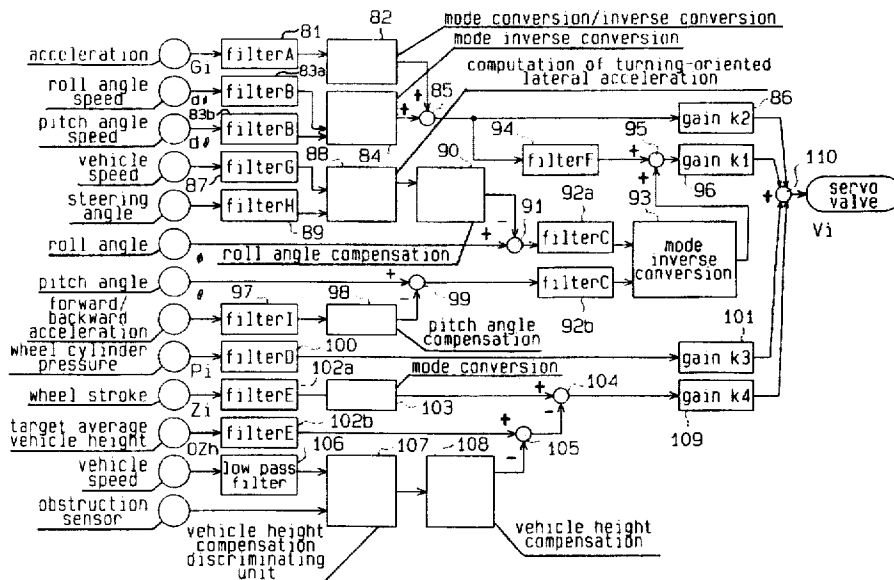 81
82
mode conversion/inverse conversion
mode inverse conversion
acceleration
Gi
filterA
83a
computation of turning-oriented
lateral acceleration
roll angle
speed
dφ
filterB
+
+
85
86
gain k2
pitch angle
speed
83b
dθ
filterB
88
84
90
94
95
filterF
+
+
gain k1
96
110
vehicle
speed
87
filterG
steering
angle
filterH
89
91
92a
93
+
servo
valve
Vi
roll angle
φ
+
-
filterC
roll angle compensation
mode
inverse
conversion
pitch angle
θ
+
-
99
filterC
92b
forward/
backward
acceleration
97
filterI
98
pitch angle
compensation
101
wheel cylinder
pressure
Pi
100
filterD
gain k3
mode conversion
wheel stroke
Zi
102a
filterE
103
+
-
104
gain k4
109
target average
vehicle height
OZh
102b
filterE
+
-
105
vehicle
speed
106
low pass
filter
107
108
obstruction
sensor
vehicle height
compensation
discriminating
unit
vehicle height
compensation